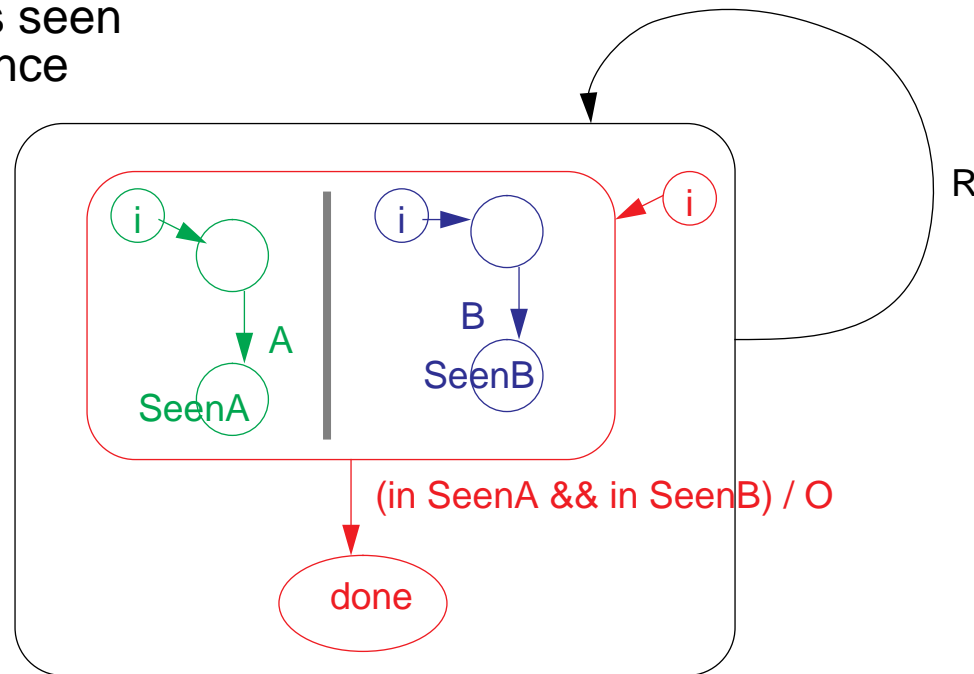 s seen
nce
R
i
i
i
A
B
SeenA
SeenB
(in SeenA && in SeenB) / O
done